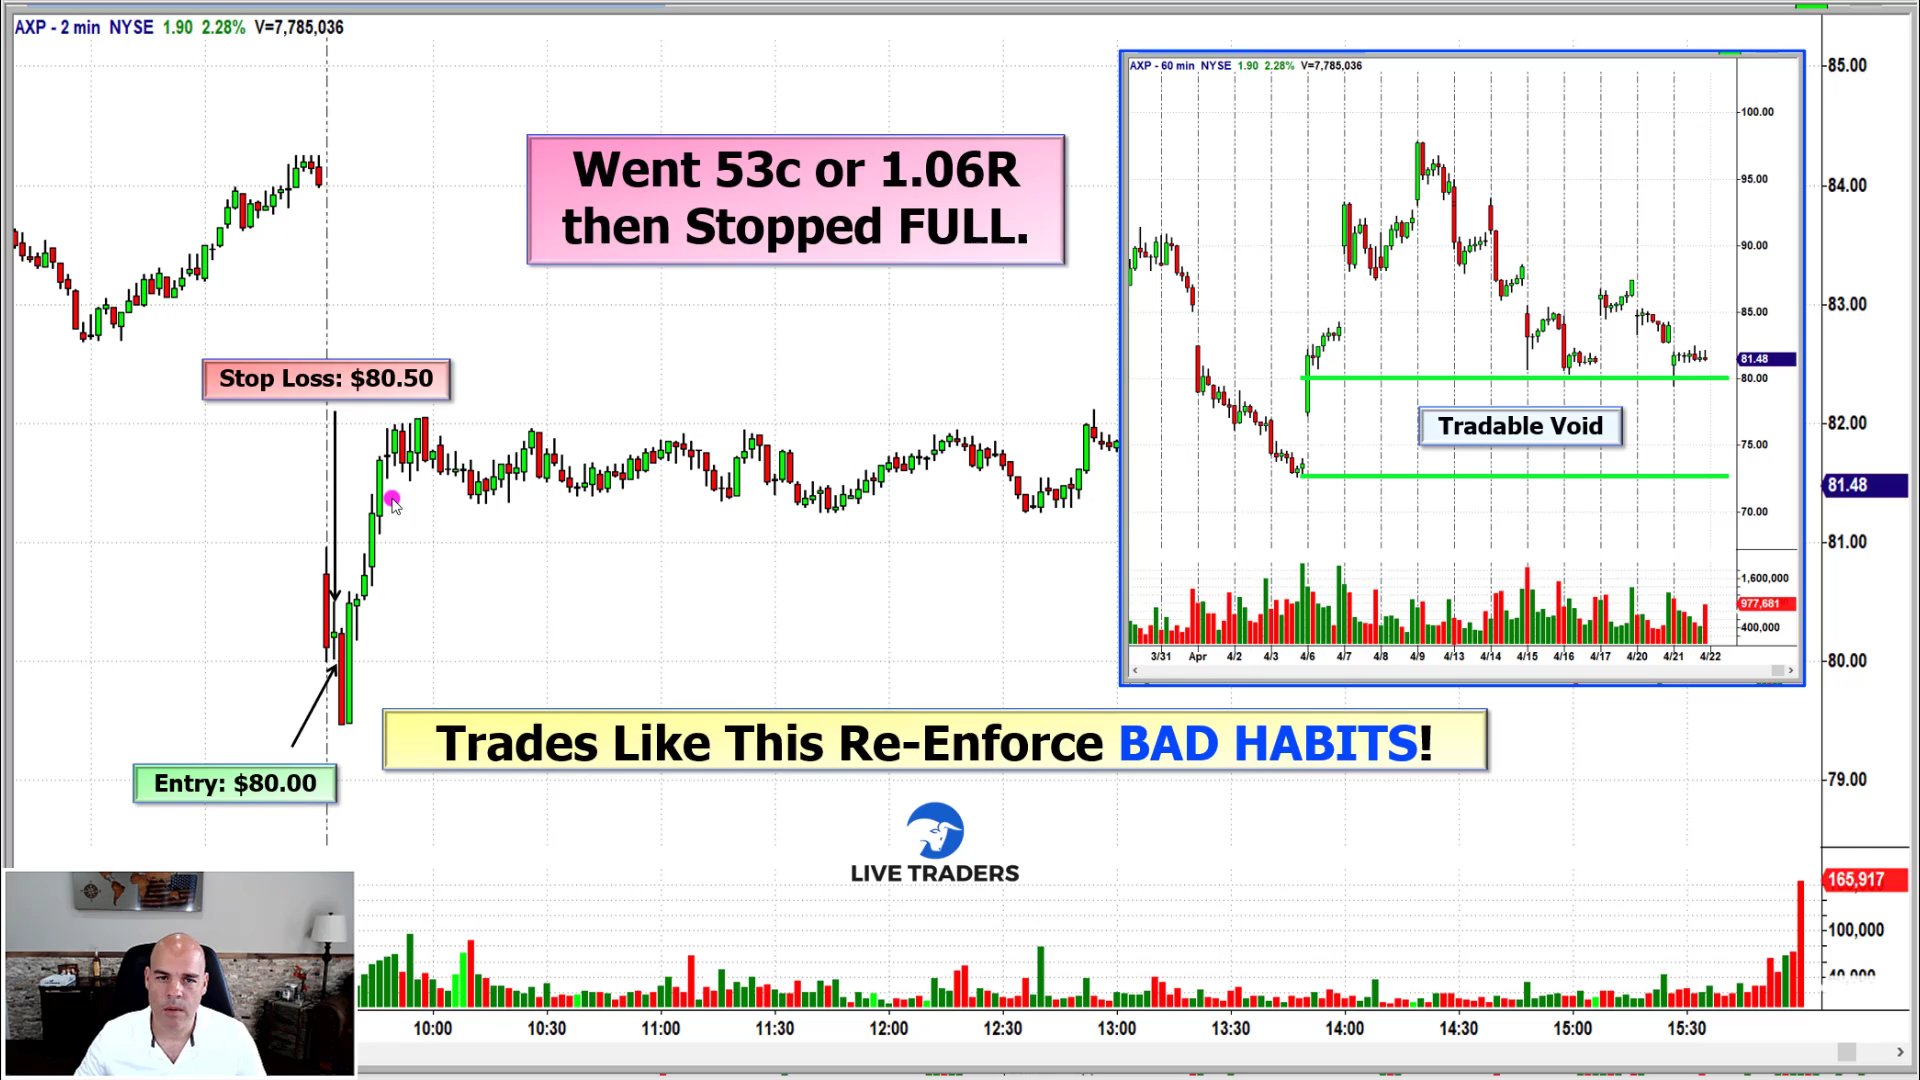 AXP - 2 min NYSE 1.90 2.28% V=7,785,036
Went 53c or 1.06R
then Stopped FULL.
Stop Loss: $80.50
Entry: $80.00
Trades Like This Re-Enforce BAD HABITS!
LIVE TRADERS
AXP - 60 min NYSE 1.90 2.28% V=7,785,036
100.00
95.00
90.00
85.00
81.48
80.00
Tradable Void
75.00
70.00
1,600,000
977,681
400,000
3/31 Apr 4/2 4/3 4/6 4/7 4/8 4/9 4/13 4/14 4/15 4/16 4/17 4/20 4/21 4/22
85.00
84.00
83.00
82.00
81.48
81.00
80.00
79.00
165,917
100,000
10:00 10:30 11:00 11:30 12:00 12:30 13:00 13:30 14:00 14:30 15:00 15:30